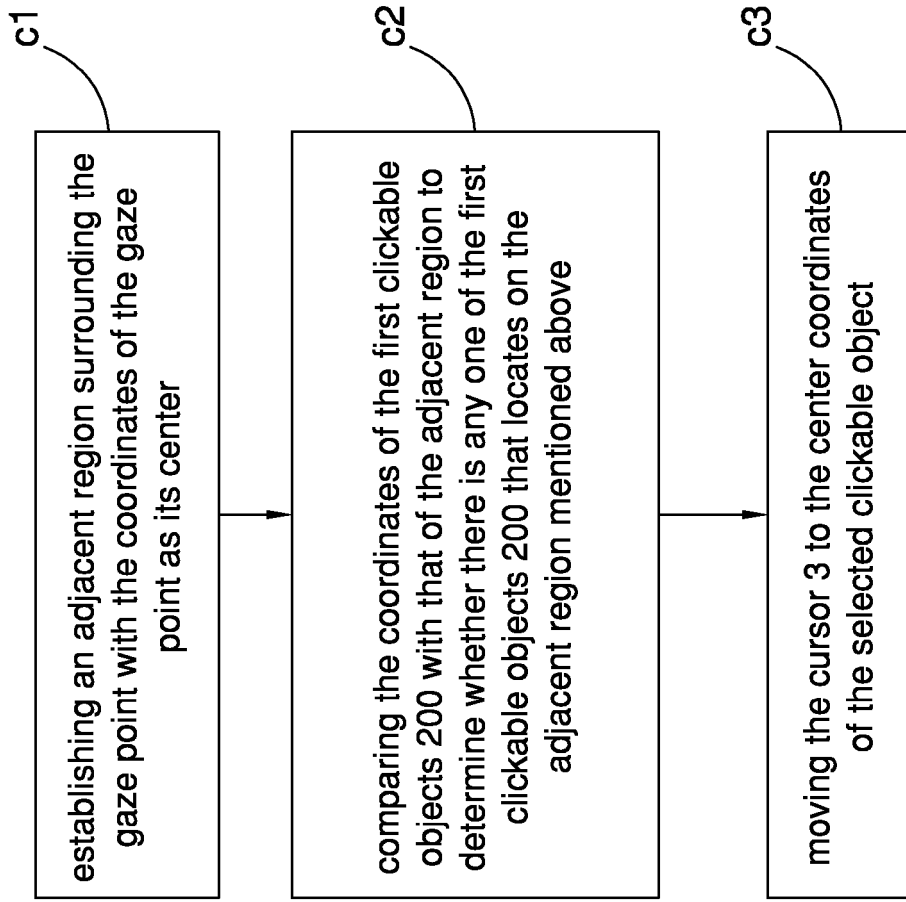 c1
establishing an adjacent region surrounding the
gaze point with the coordinates of the gaze
point as its center
c2
comparing the coordinates of the first clickable
objects 200 with that of the adjacent region to
determine whether there is any one of the first
clickable objects 200 that locates on the
adjacent region mentioned above
c3
moving the cursor 3 to the center coordinates
of the selected clickable object